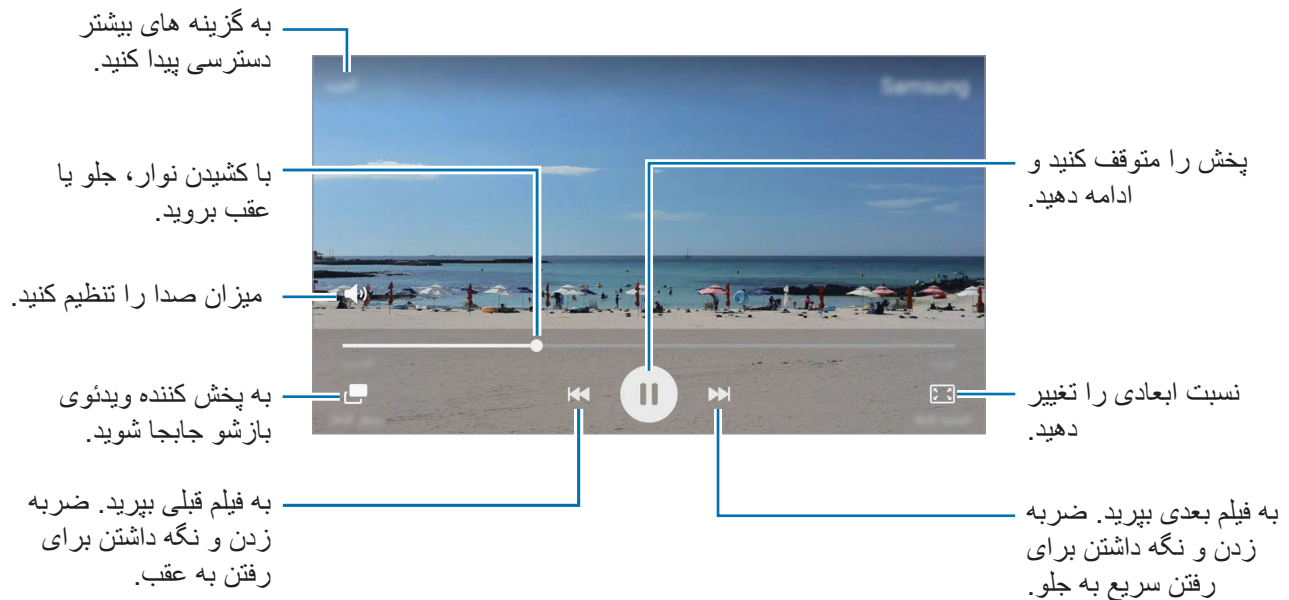 به گزینه های بیشتر
دسترسی پیدا کنید.
با کشیدن نوار، جلو یا
عقب بروید.
میزان صدا را تنظیم کنید.
به پخش کننده ویدئوی
بازشو جابجا شوید.
به فیلم قبلی بپرید. ضربه
زدن و نگه داشتن برای
رفتن به عقب.
Samsung
پخش را متوقف کنید و
ادامه دهید.
نسبت ابعادی را تغییر
دهید.
به فیلم بعدی بپرید. ضربه
زدن و نگه داشتن برای
رفتن سریع به جلو.